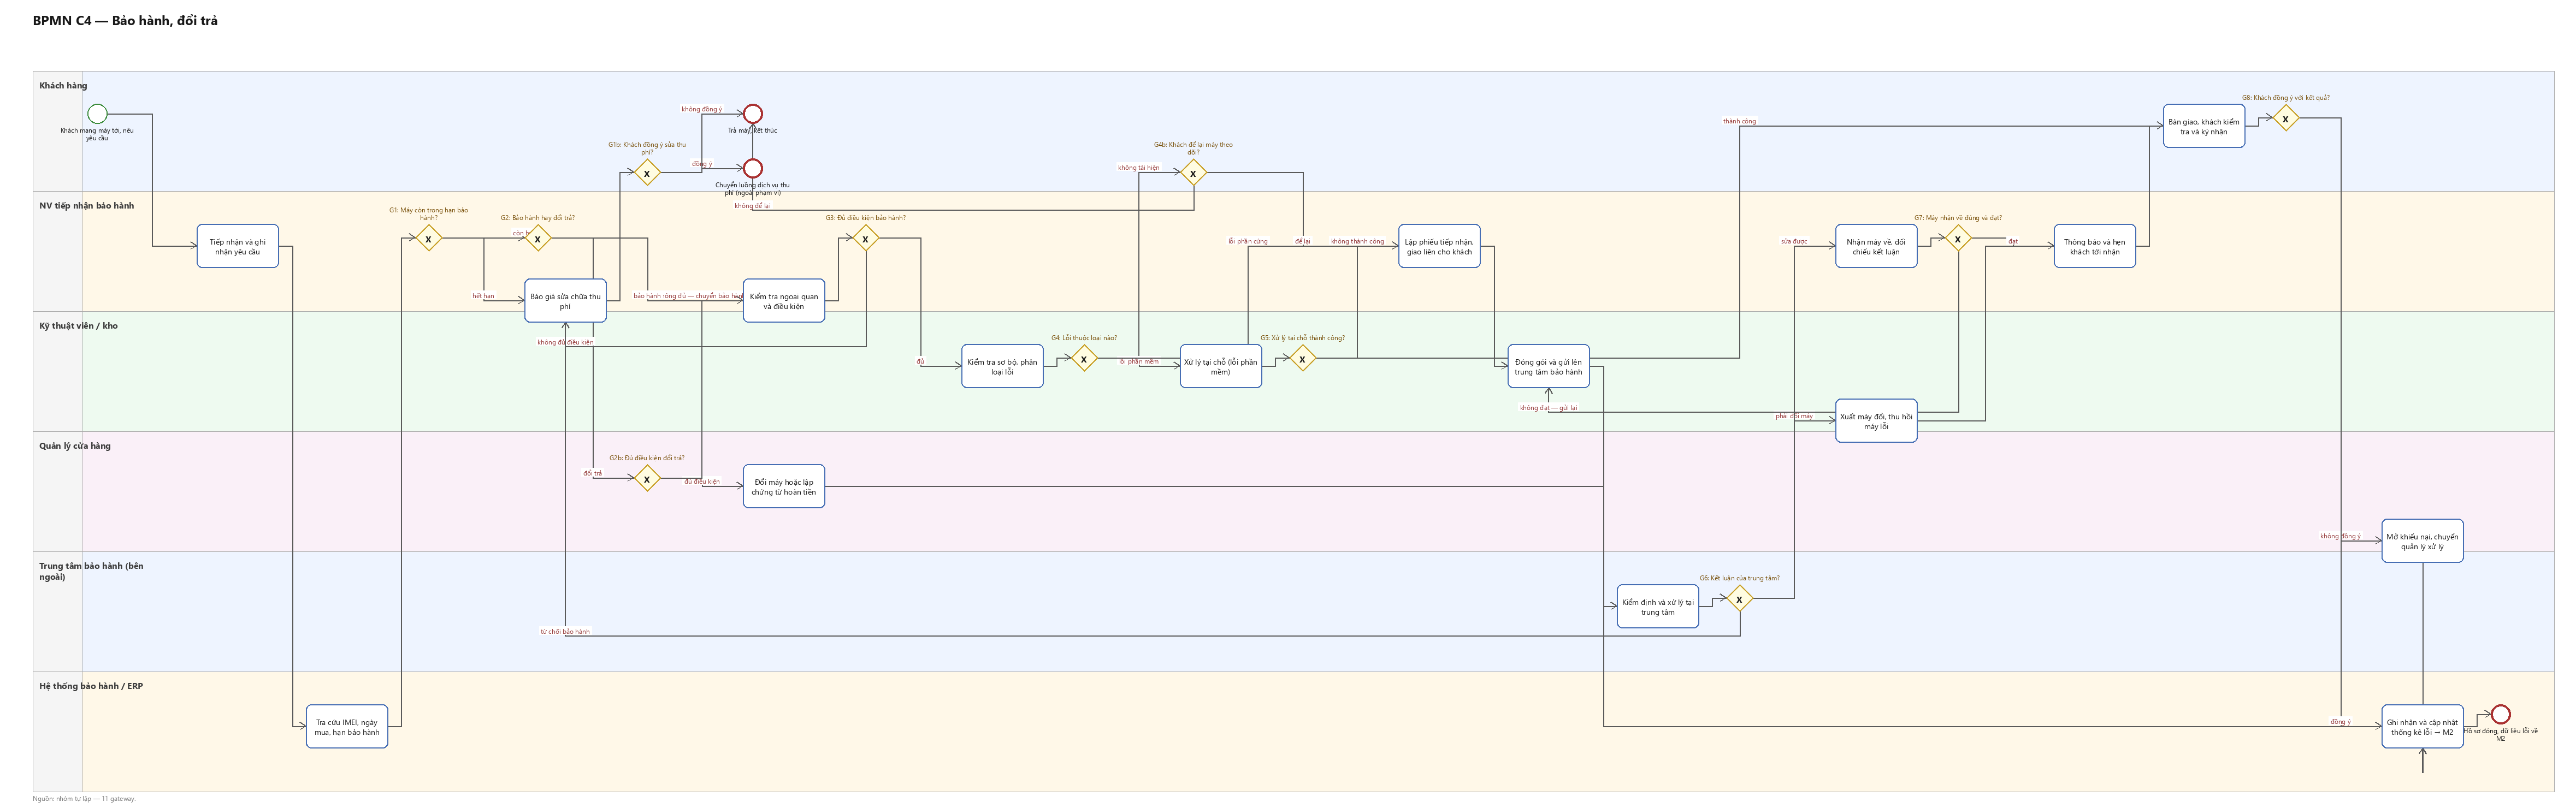 BPMN C4 — Bảo hành, đổi trả
Khách hàng
Khách mang máy tới, nêu
yêu cầu
không đồng ý
Trả máy, kết thúc
G1b: Khách đồng ý sửa thu
phí?
X
đồng ý
Chuyển luồng dịch vụ thu
phí (ngoài phạm vi)
không để lại
không tái hiện
G4b: Khách để lại máy theo
dõi?
X
thành công
Bàn giao, khách kiểm
tra và ký nhận
G8: Khách đồng ý với kết quả?
X
NV tiếp nhận bảo hành
Tiếp nhận và ghi
nhận yêu cầu
G1: Máy còn trong hạn bảo
hành?
X
G2: Bảo hành hay đổi trả?
X
hết hạn
Báo giá sửa chữa thu
phí
Kiểm tra ngoại quan
và điều kiện
G3: Đủ điều kiện bảo hành?
X
lỗi phần cứng
để lại
không thành công
Lập phiếu tiếp nhận,
giao liên cho khách
sửa được
Nhận máy về, đối
chiếu kết luận
G7: Máy nhận về đúng và đạt?
X
đạt
Thông báo và hẹn
khách tới nhận
Kỹ thuật viên / kho
không đủ điều kiện
đủ
Kiểm tra sơ bộ, phân
loại lỗi
G4: Lỗi thuộc loại nào?
X
lỗi phần mềm
Xử lý tại chỗ (lỗi phần
mềm)
G5: Xử lý tại chỗ thành công?
X
Đóng gói và gửi lên
trung tâm bảo hành
không đạt — gửi lại
phải đổi máy
Xuất máy đổi, thu hồi
máy lỗi
Quản lý cửa hàng
đổi trả
G2b: Đủ điều kiện đổi trả?
X
đủ điều kiện
Đổi máy hoặc lập
chứng từ hoàn tiền
không đồng ý
Mở khiếu nại, chuyển
quản lý xử lý
Trung tâm bảo hành (bên
ngoài)
từ chối bảo hành
Kiểm định và xử lý tại
trung tâm
G6: Kết luận của trung tâm?
X
Hệ thống bảo hành / ERP
Tra cứu IMEI, ngày
mua, hạn bảo hành
đồng ý
Ghi nhận và cập nhật
thống kê lỗi → M2
Hồ sơ đóng, dữ liệu lỗi về
M2
Nguồn: nhóm tự lập — 11 gateway.